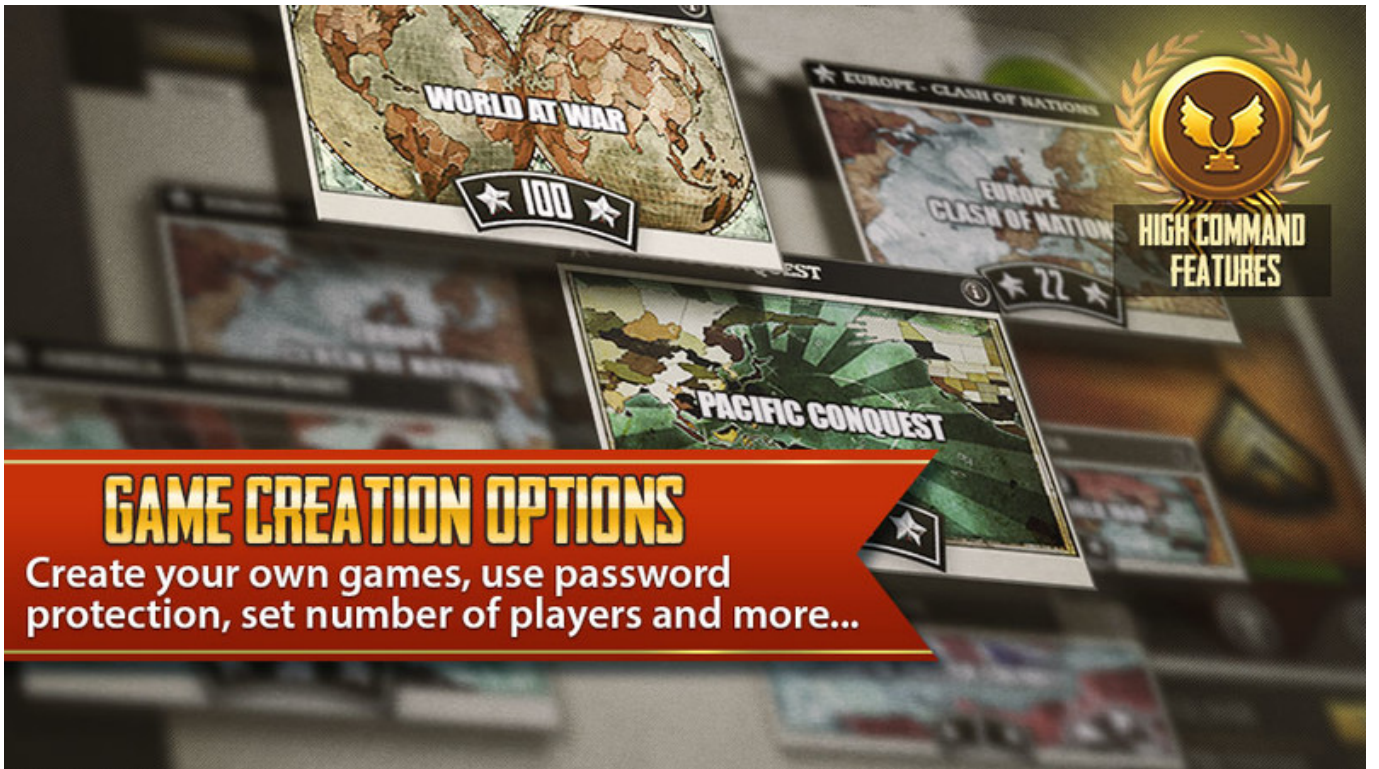 WORLD AT WAR
100
EUROPE - CLASH OF NATIONS
EUROPE
CLASH OF NATION
22
HIGH COMMAND
FEATURES
PACIFIC CONQUEST
GAME CREATION OPTIONS
Create your own games, use password
protection, set number of players and more...